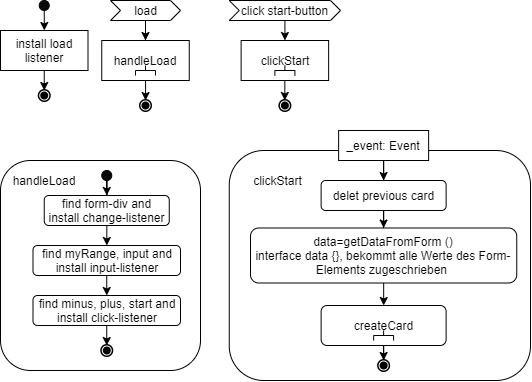 load
click start-button
install load
listener
handleLoad
clickStart
_event: Event
handleLoad
clickStart
find form-div and
install change-listener
delet previous card
find myRange, input and
install input-listener
data=getDataFromForm ()
interface data {}, bekommt alle Werte des Form-
Elements zugeschrieben
find minus, plus, start and
install click-listener
createCard